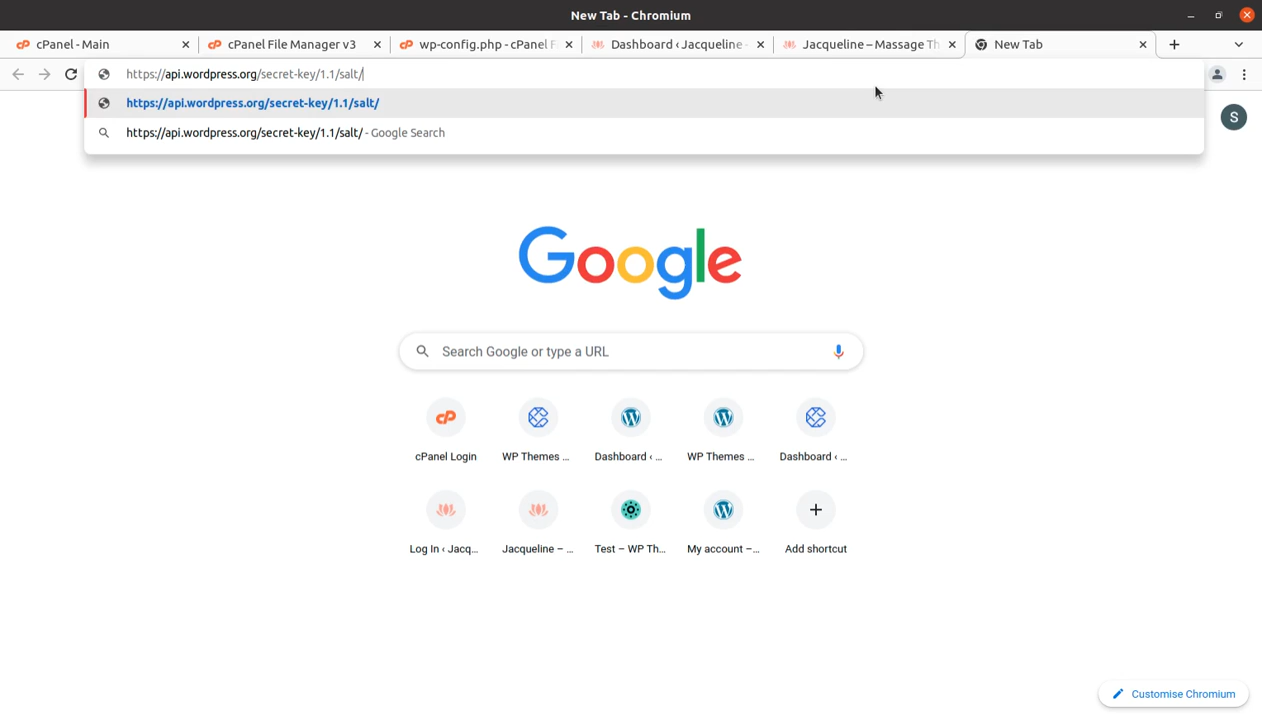 New Tab - Chromium
cPanel - Main
cPanel File Manager v3
wp-config.php - cPanel F
Dashboard ‹ Jacqueline -
Jacqueline – Massage Th
New Tab
https://api.wordpress.org/secret-key/1.1/salt/
https://api.wordpress.org/secret-key/1.1/salt/
https://api.wordpress.org/secret-key/1.1/salt/ - Google Search
S
Google
Search Google or type a URL
cPanel Login
WP Themes ...
Dashboard ‹ ...
WP Themes ...
Dashboard ‹ ...
Log In ‹ Jacq...
Jacqueline – ...
Test – WP Th...
My account –...
Add shortcut
Customise Chromium